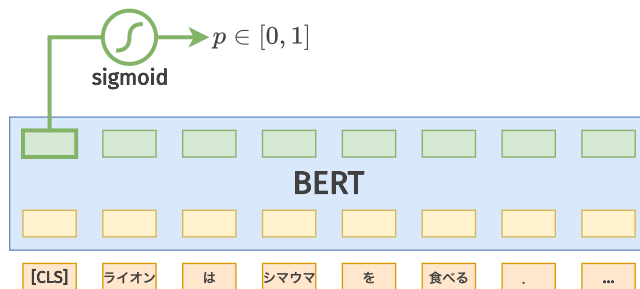 p ∈ [0, 1]
sigmoid
BERT
[CLS] ライオン は シマウマ を 食べる . ...